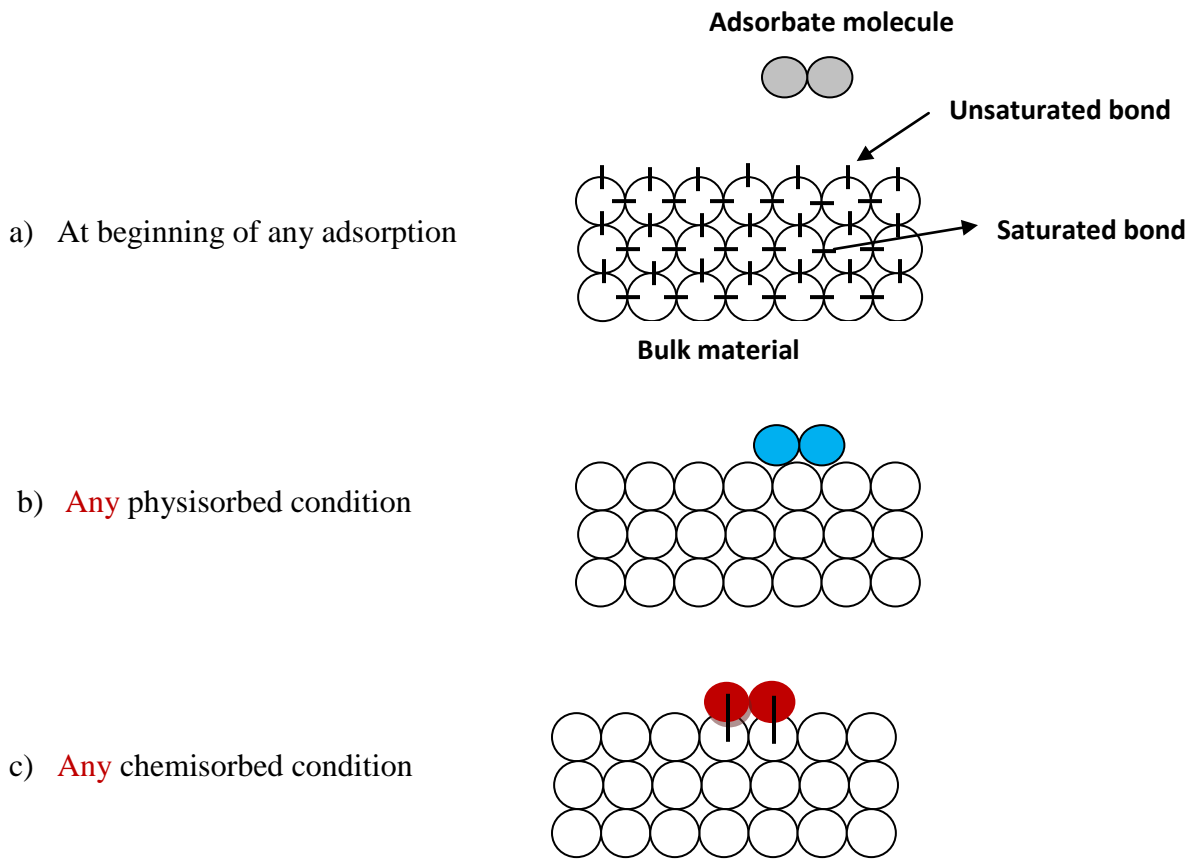 Adsorbate molecule
Unsaturated bond
a) At beginning of any adsorption
Saturated bond
Bulk material
b) Any physisorbed condition
c) Any chemisorbed condition